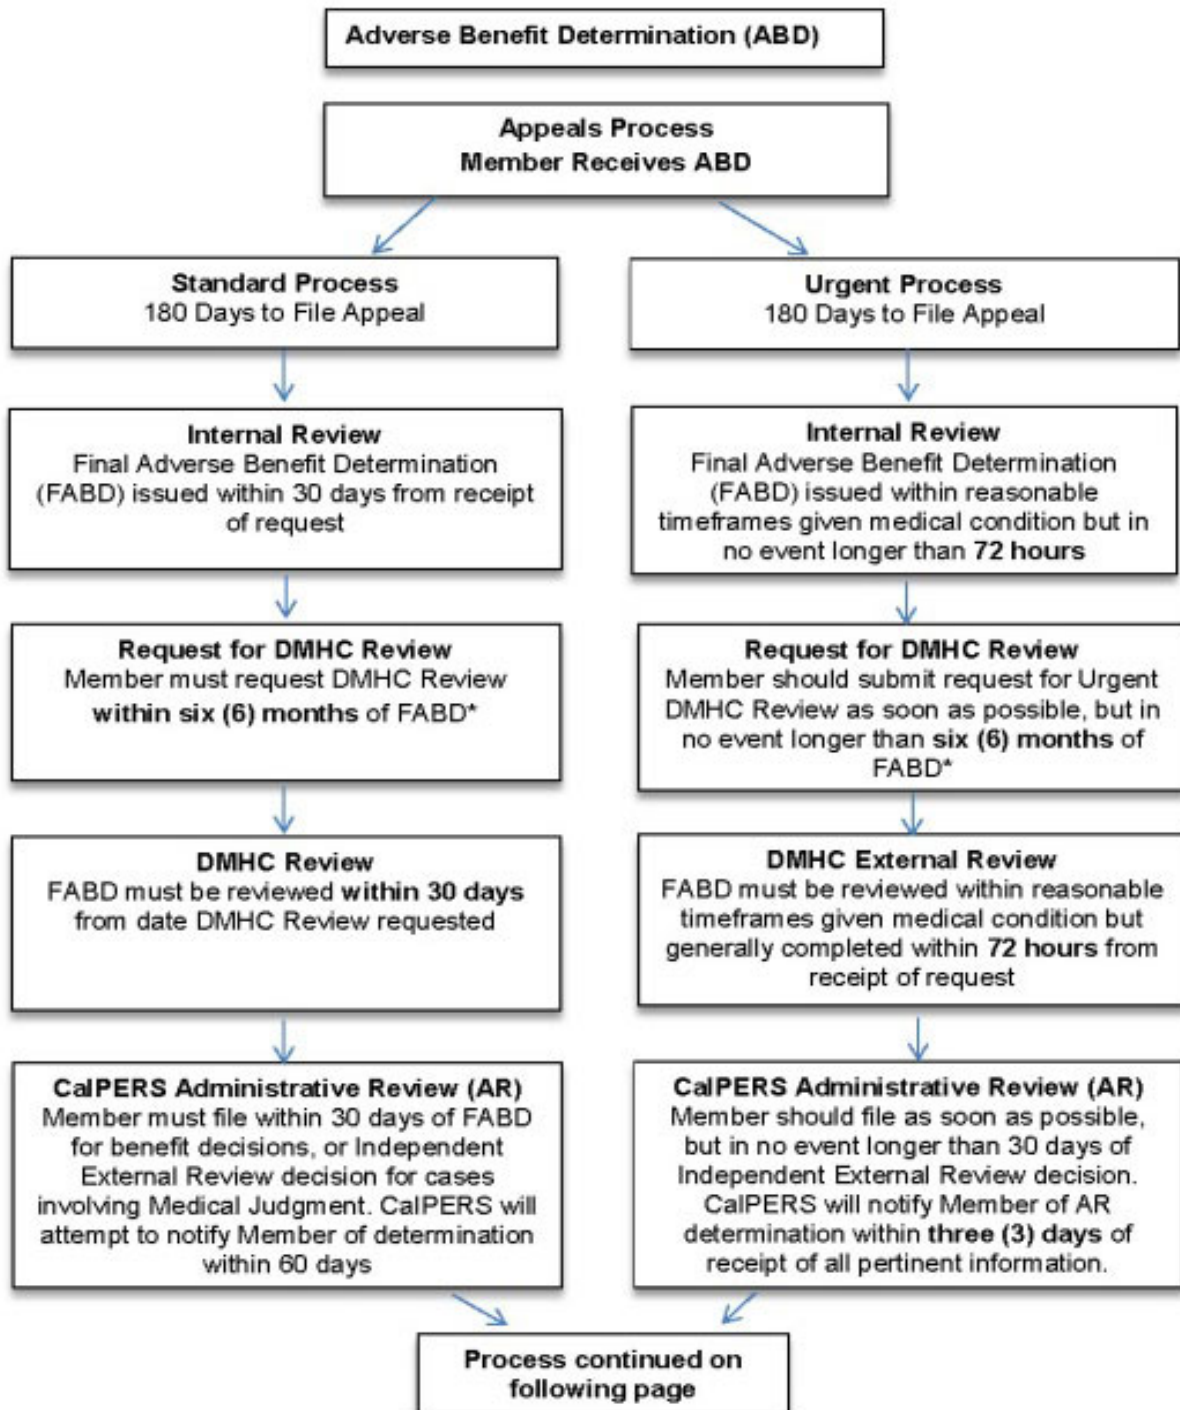 Adverse Benefit Determination (ABD)
Appeals Process
Member Receives ABD
Standard Process
180 Days to File Appeal
Urgent Process
180 Days to File Appeal
Internal Review
Final Adverse Benefit Determination
(FABD) issued within 30 days from receipt
of request
Internal Review
Final Adverse Benefit Determination
(FABD) issued within reasonable
timeframes given medical condition but in
no event longer than 72 hours
Request for DMHC Review
Member must request DMHC Review
within six (6) months of FABD*
Request for DMHC Review
Member should submit request for Urgent
DMHC Review as soon as possible, but in
no event longer than six (6) months of
FABD*
DMHC Review
FABD must be reviewed within 30 days
from date DMHC Review requested
DMHC External Review
FABD must be reviewed within reasonable
timeframes given medical condition but
generally completed within 72 hours from
receipt of request
CalPERS Administrative Review (AR)
Member must file within 30 days of FABD
for benefit decisions, or Independent
External Review decision for cases
involving Medical Judgment. CalPERS will
attempt to notify Member of determination
within 60 days
CalPERS Administrative Review (AR)
Member should file as soon as possible,
but in no event longer than 30 days of
Independent External Review decision.
CalPERS will notify Member of AR
determination within three (3) days of
receipt of all pertinent information.
Process continued on
following page